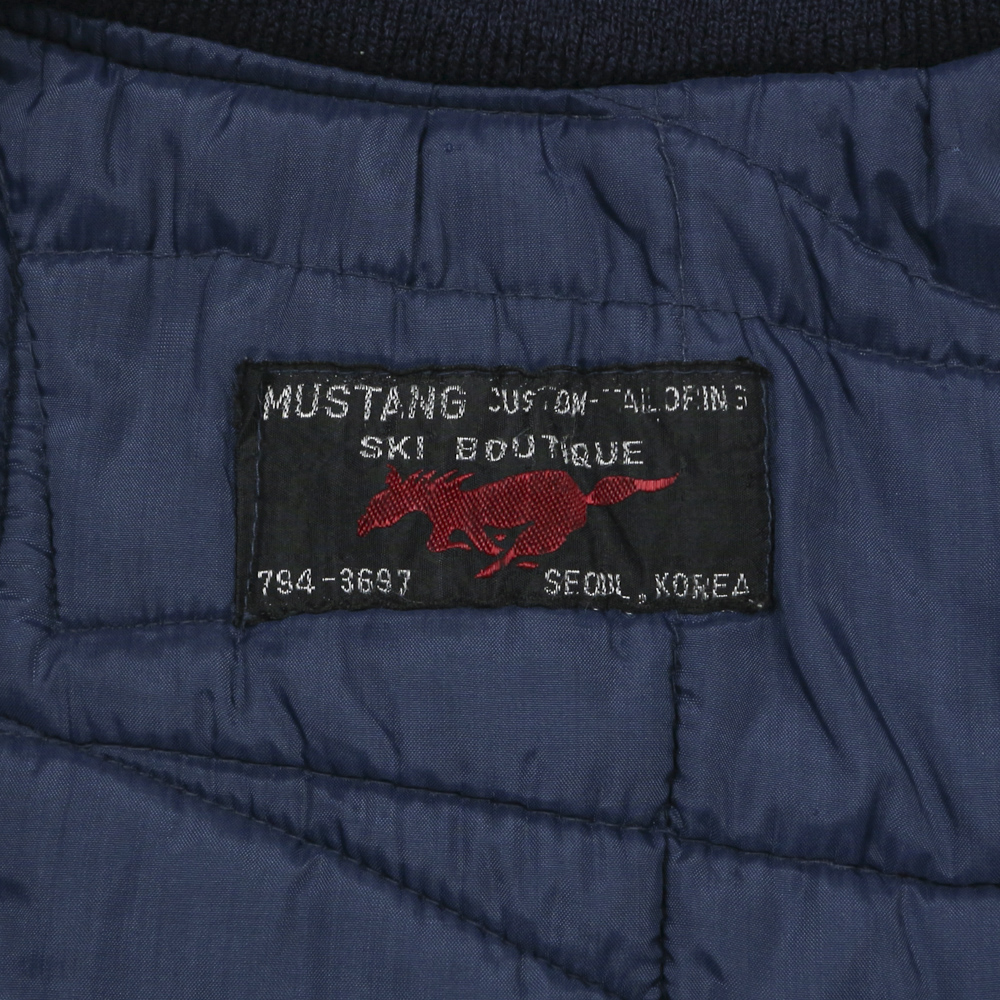 MUSTANG CUSTOM-TAILORING
SKI BOUTIQUE
794-3697 SEOUL, KOREA